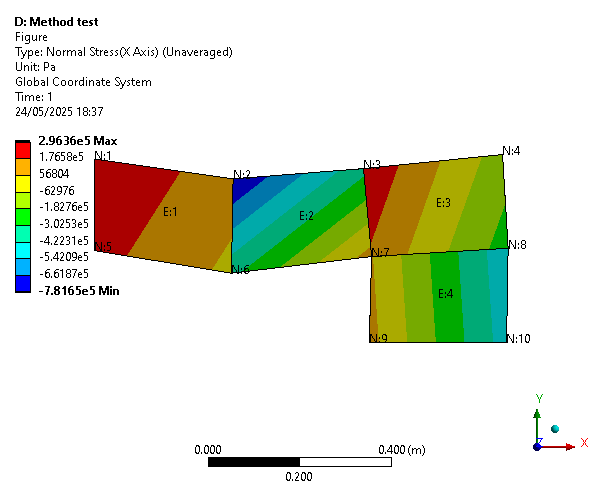 D: Method test
Figure
Type: Normal Stress(X Axis) (Unaveraged)
Unit: Pa
Global Coordinate System
Time: 1
24/05/2025 18:37
2.9636e5 Max
1.7658e5
56804
-62976
-1.8276e5
-3.0253e5
-4.2231e5
-5.4209e5
-6.6187e5
-7.8165e5 Min
N:1
N:2
N:3
N:4
E:1
E:2
E:3
N:5
N:6
N:7
N:8
E:4
N:9
N:10
0.000
0.400 (m)
0.200
Y
Z
X